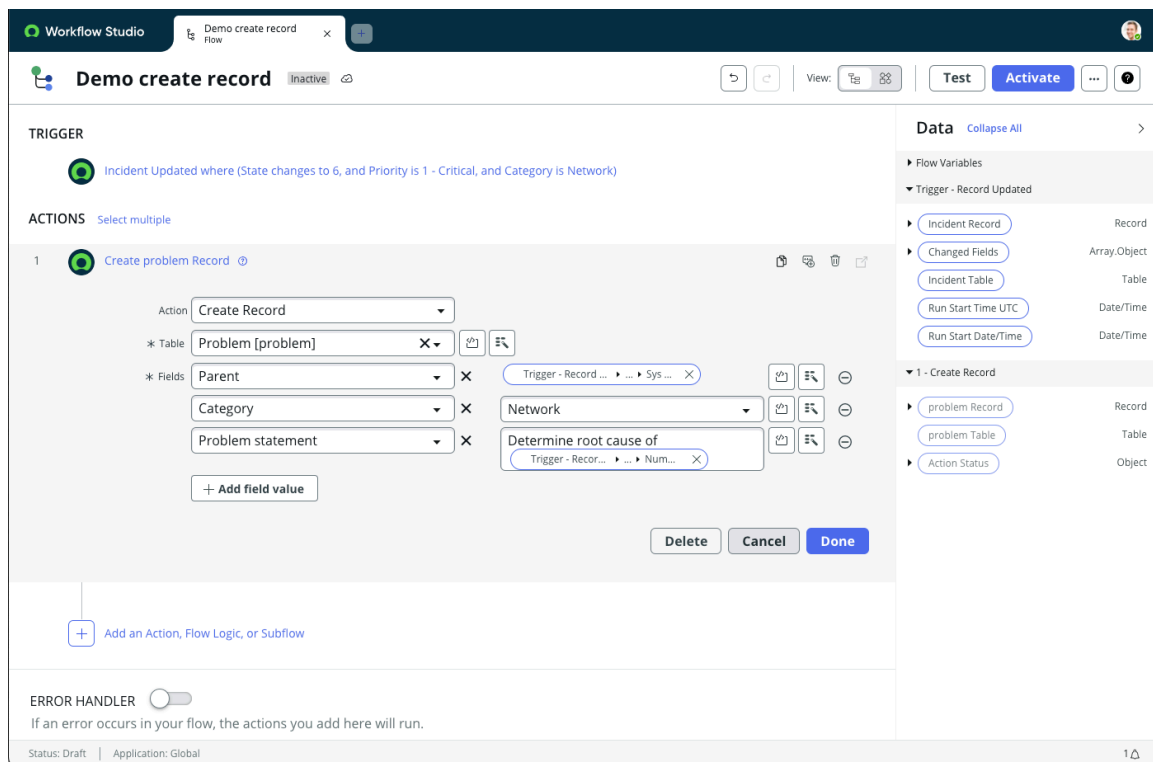 Workflow Studio
Demo create record
Flow
Demo create record
Inactive
View:
Test
Activate
TRIGGER
Incident Updated where (State changes to 6, and Priority is 1 - Critical, and Category is Network)
ACTIONS Select multiple
1 Create problem Record
Action Create Record
* Table Problem [problem]
* Fields Parent Trigger - Record ... ▸ ... ▸ Sys ...
Category Network
Problem statement Determine root cause of
Trigger - Recor... ▸ ... ▸ Num...
+ Add field value
Delete Cancel Done
Add an Action, Flow Logic, or Subflow
ERROR HANDLER
If an error occurs in your flow, the actions you add here will run.
Data Collapse All
Flow Variables
Trigger - Record Updated
Incident Record Record
Changed Fields Array.Object
Incident Table Table
Run Start Time UTC Date/Time
Run Start Date/Time Date/Time
1 - Create Record
problem Record Record
problem Table Table
Action Status Object
Status: Draft | Application: Global
1